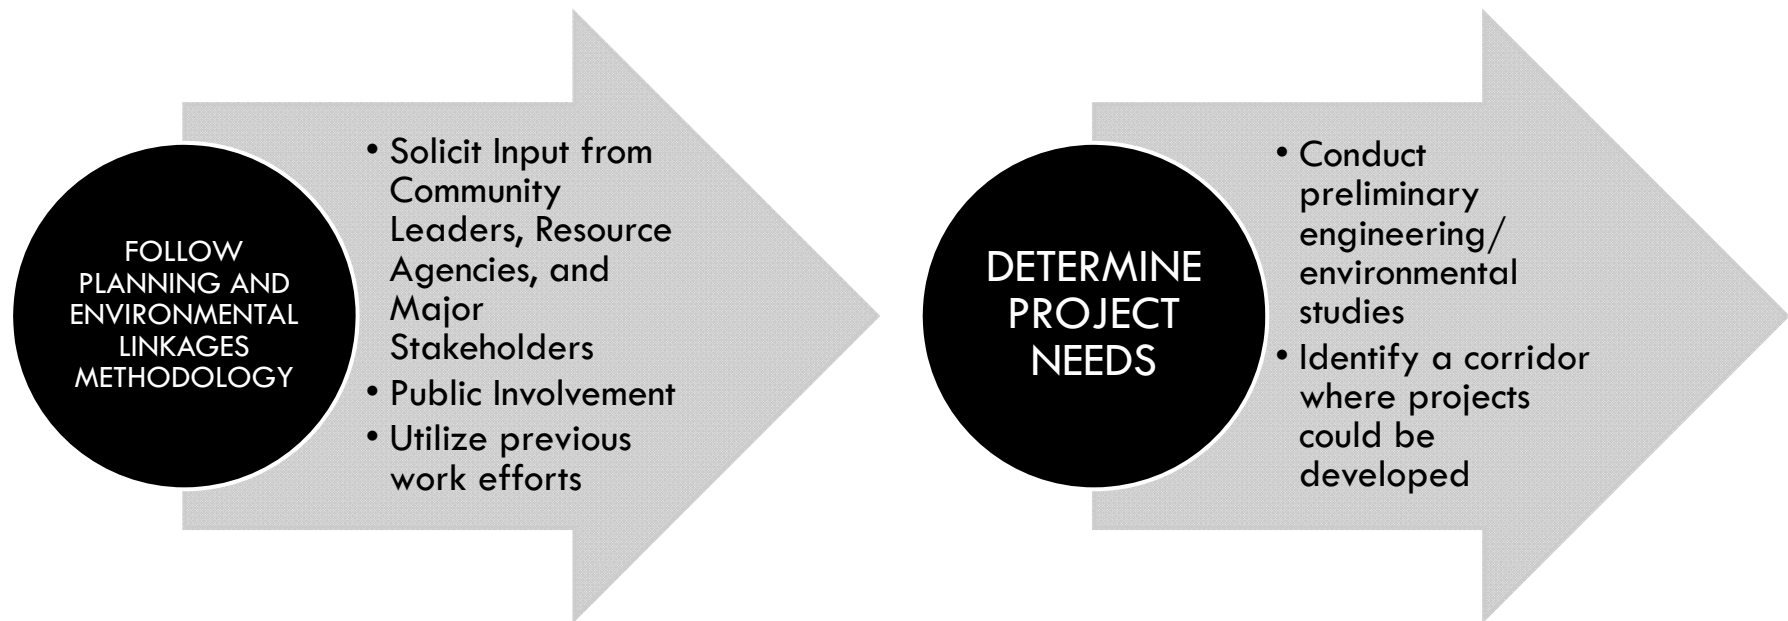 FOLLOW
PLANNING AND
ENVIRONMENTAL
LINKAGES
METHODOLOGY
• Solicit Input from
Community
Leaders, Resource
Agencies, and
Major
Stakeholders
• Public Involvement
• Utilize previous
work efforts
DETERMINE
PROJECT
NEEDS
• Conduct
preliminary
engineering/
environmental
studies
• Identify a corridor
where projects
could be
developed